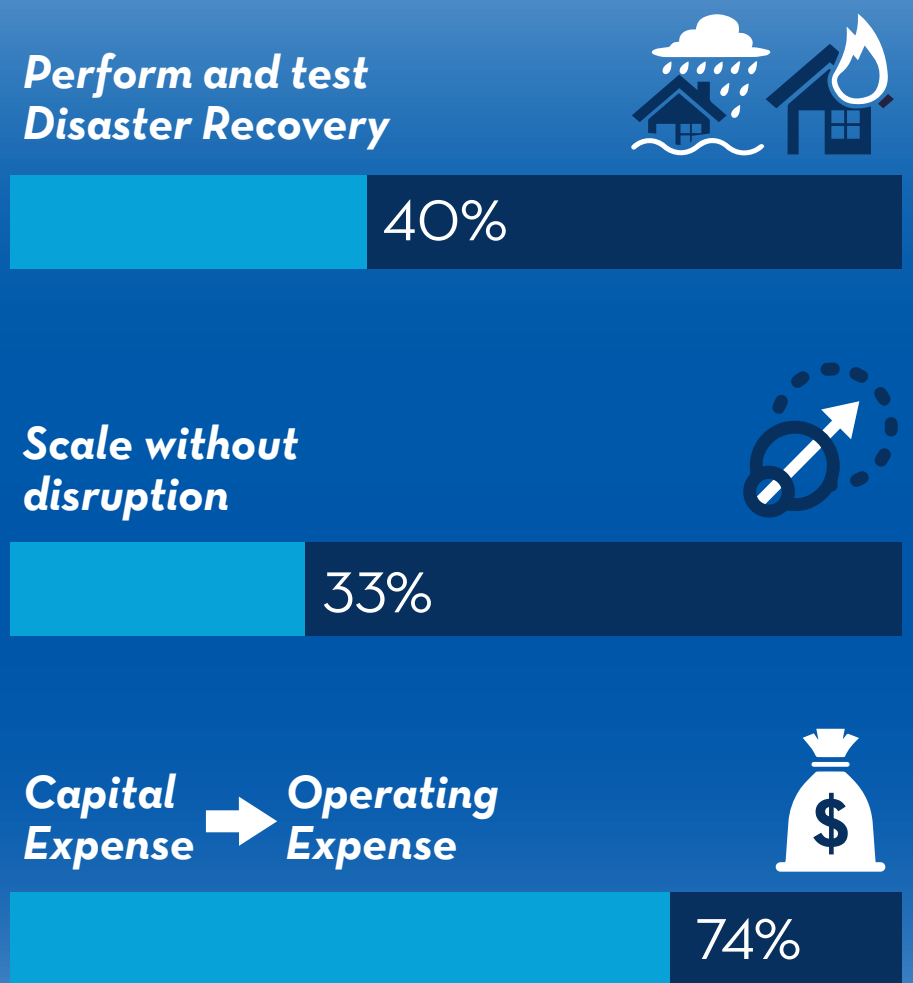 Perform and test
Disaster Recovery
40%
Scale without
disruption
33%
Capital
Expense
Operating
Expense
$
74%